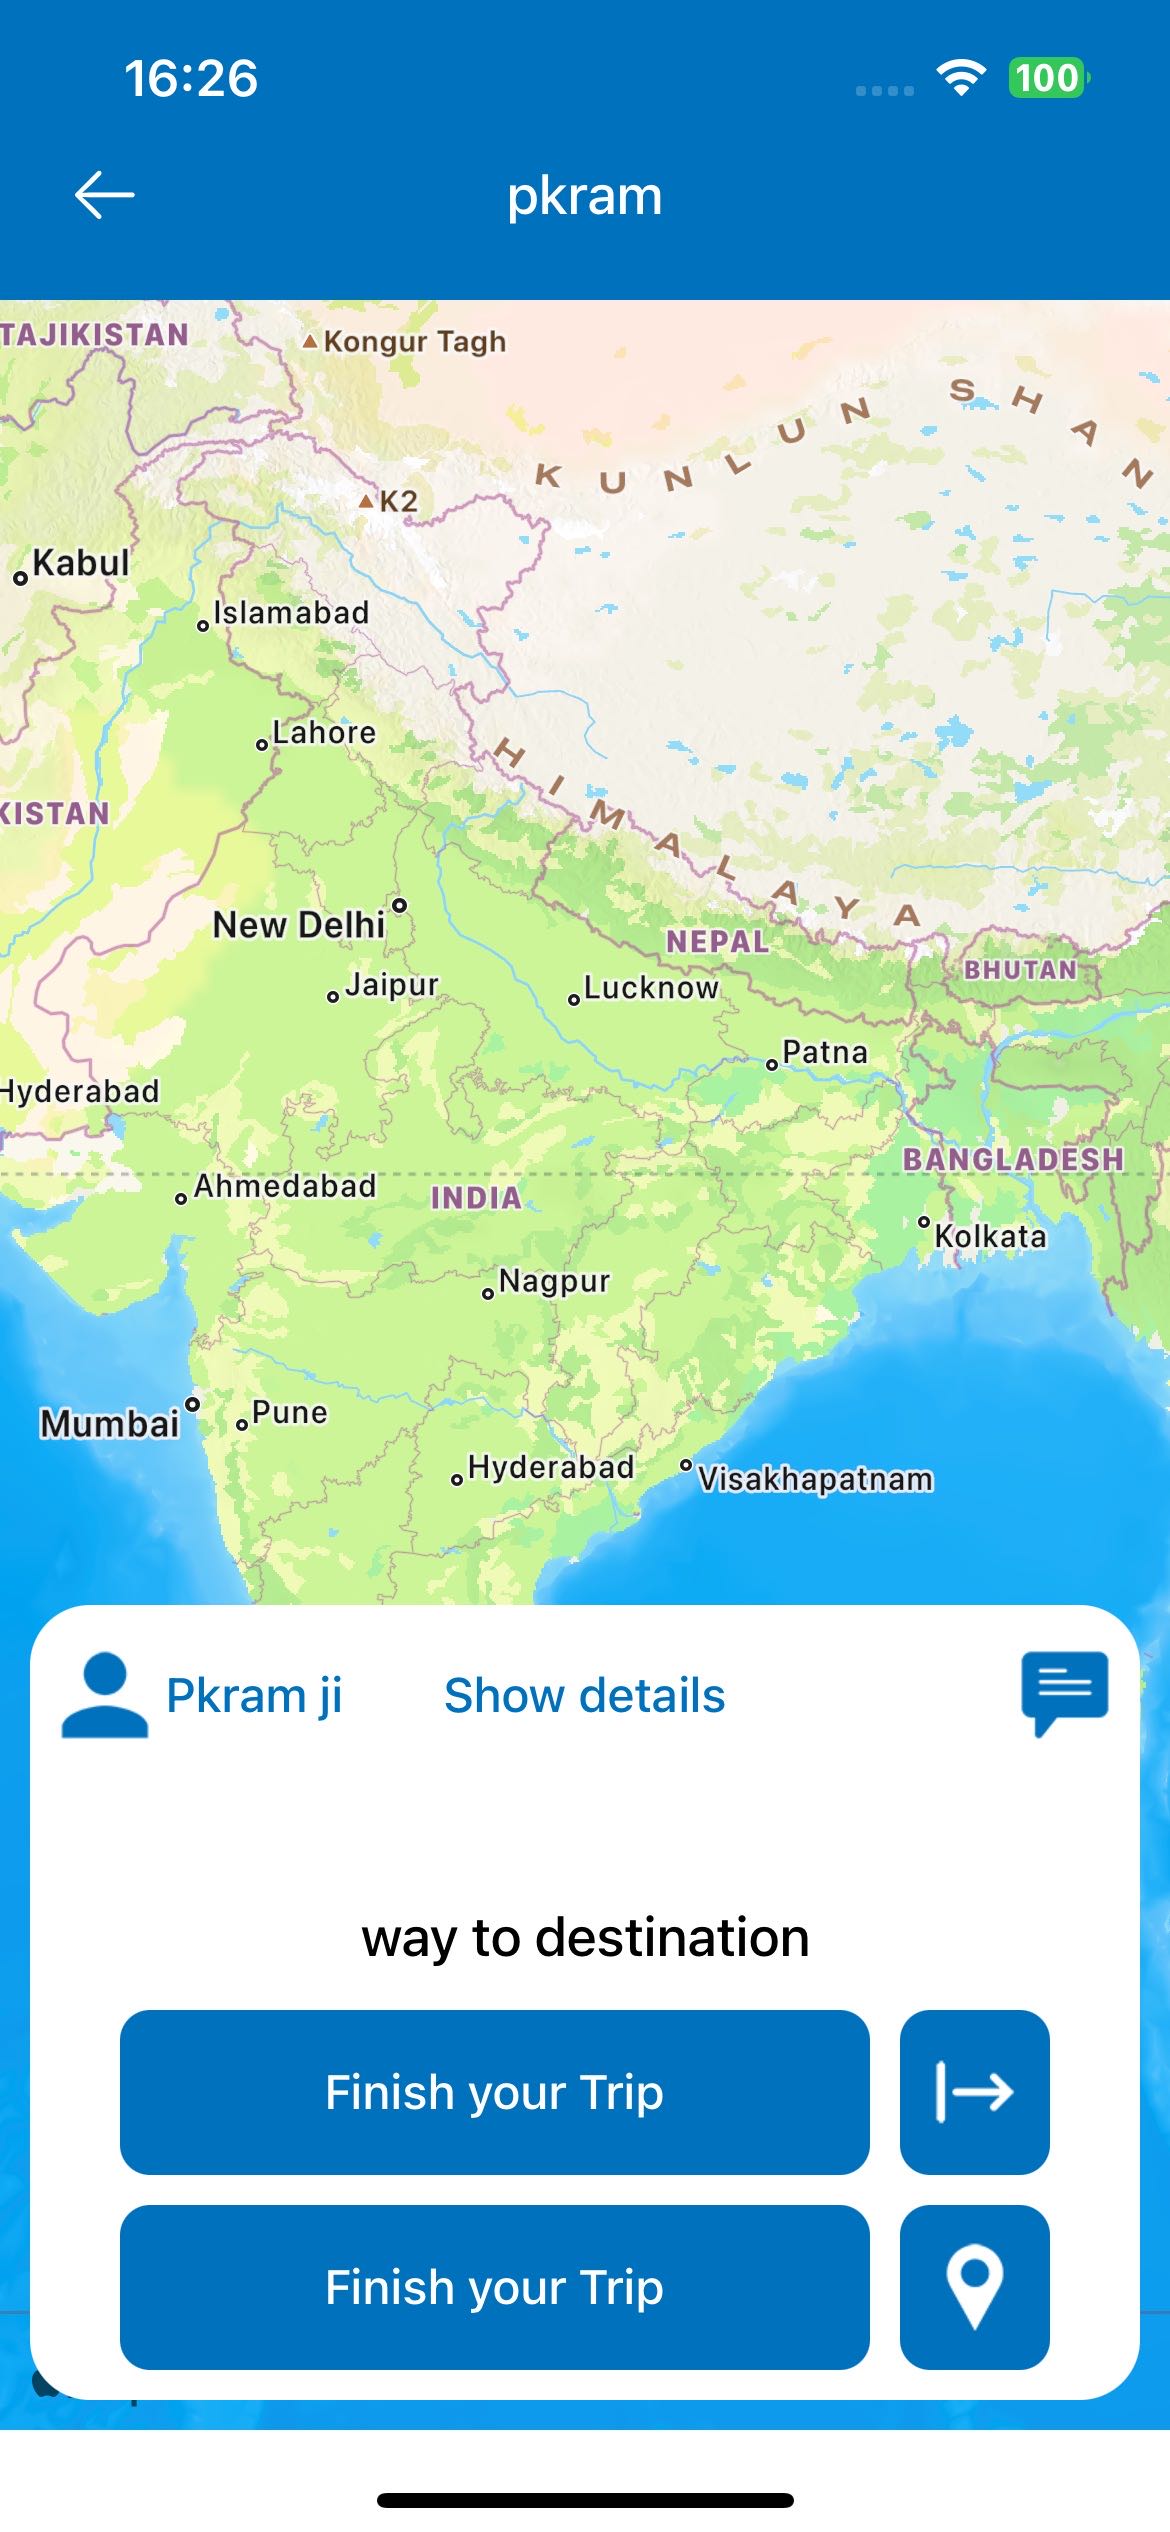 16:26
100
pkram
TAJIKISTAN
Kongur Tagh
KUNLUN SHAN
K2
Kabul
Islamabad
Lahore
HIMALAYA
KISTAN
New Delhi
NEPAL
BHUTAN
Jaipur
Lucknow
Patna
Hyderabad
BANGLADESH
Ahmedabad
INDIA
Kolkata
Nagpur
Mumbai
Pune
Hyderabad
Visakhapatnam
Pkram ji
Show details
way to destination
Finish your Trip
Finish your Trip